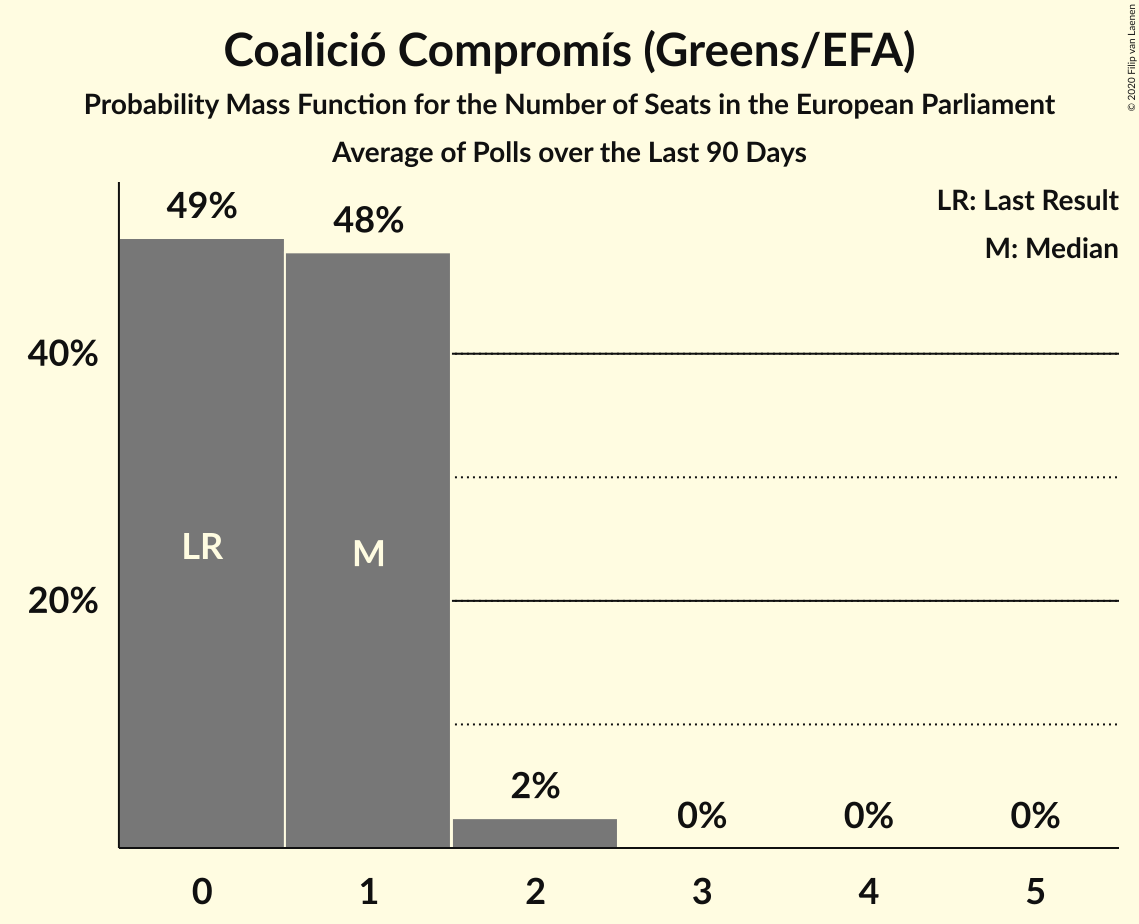 Coalició Compromís (Greens/EFA)
Probability Mass Function for the Number of Seats in the European Parliament
Average of Polls over the Last 90 Days
© 2020 Filip van Laenen
LR: Last Result
M: Median
49%
48%
40%
LR
M
20%
2%
0%
0%
0%
0
1
2
3
4
5